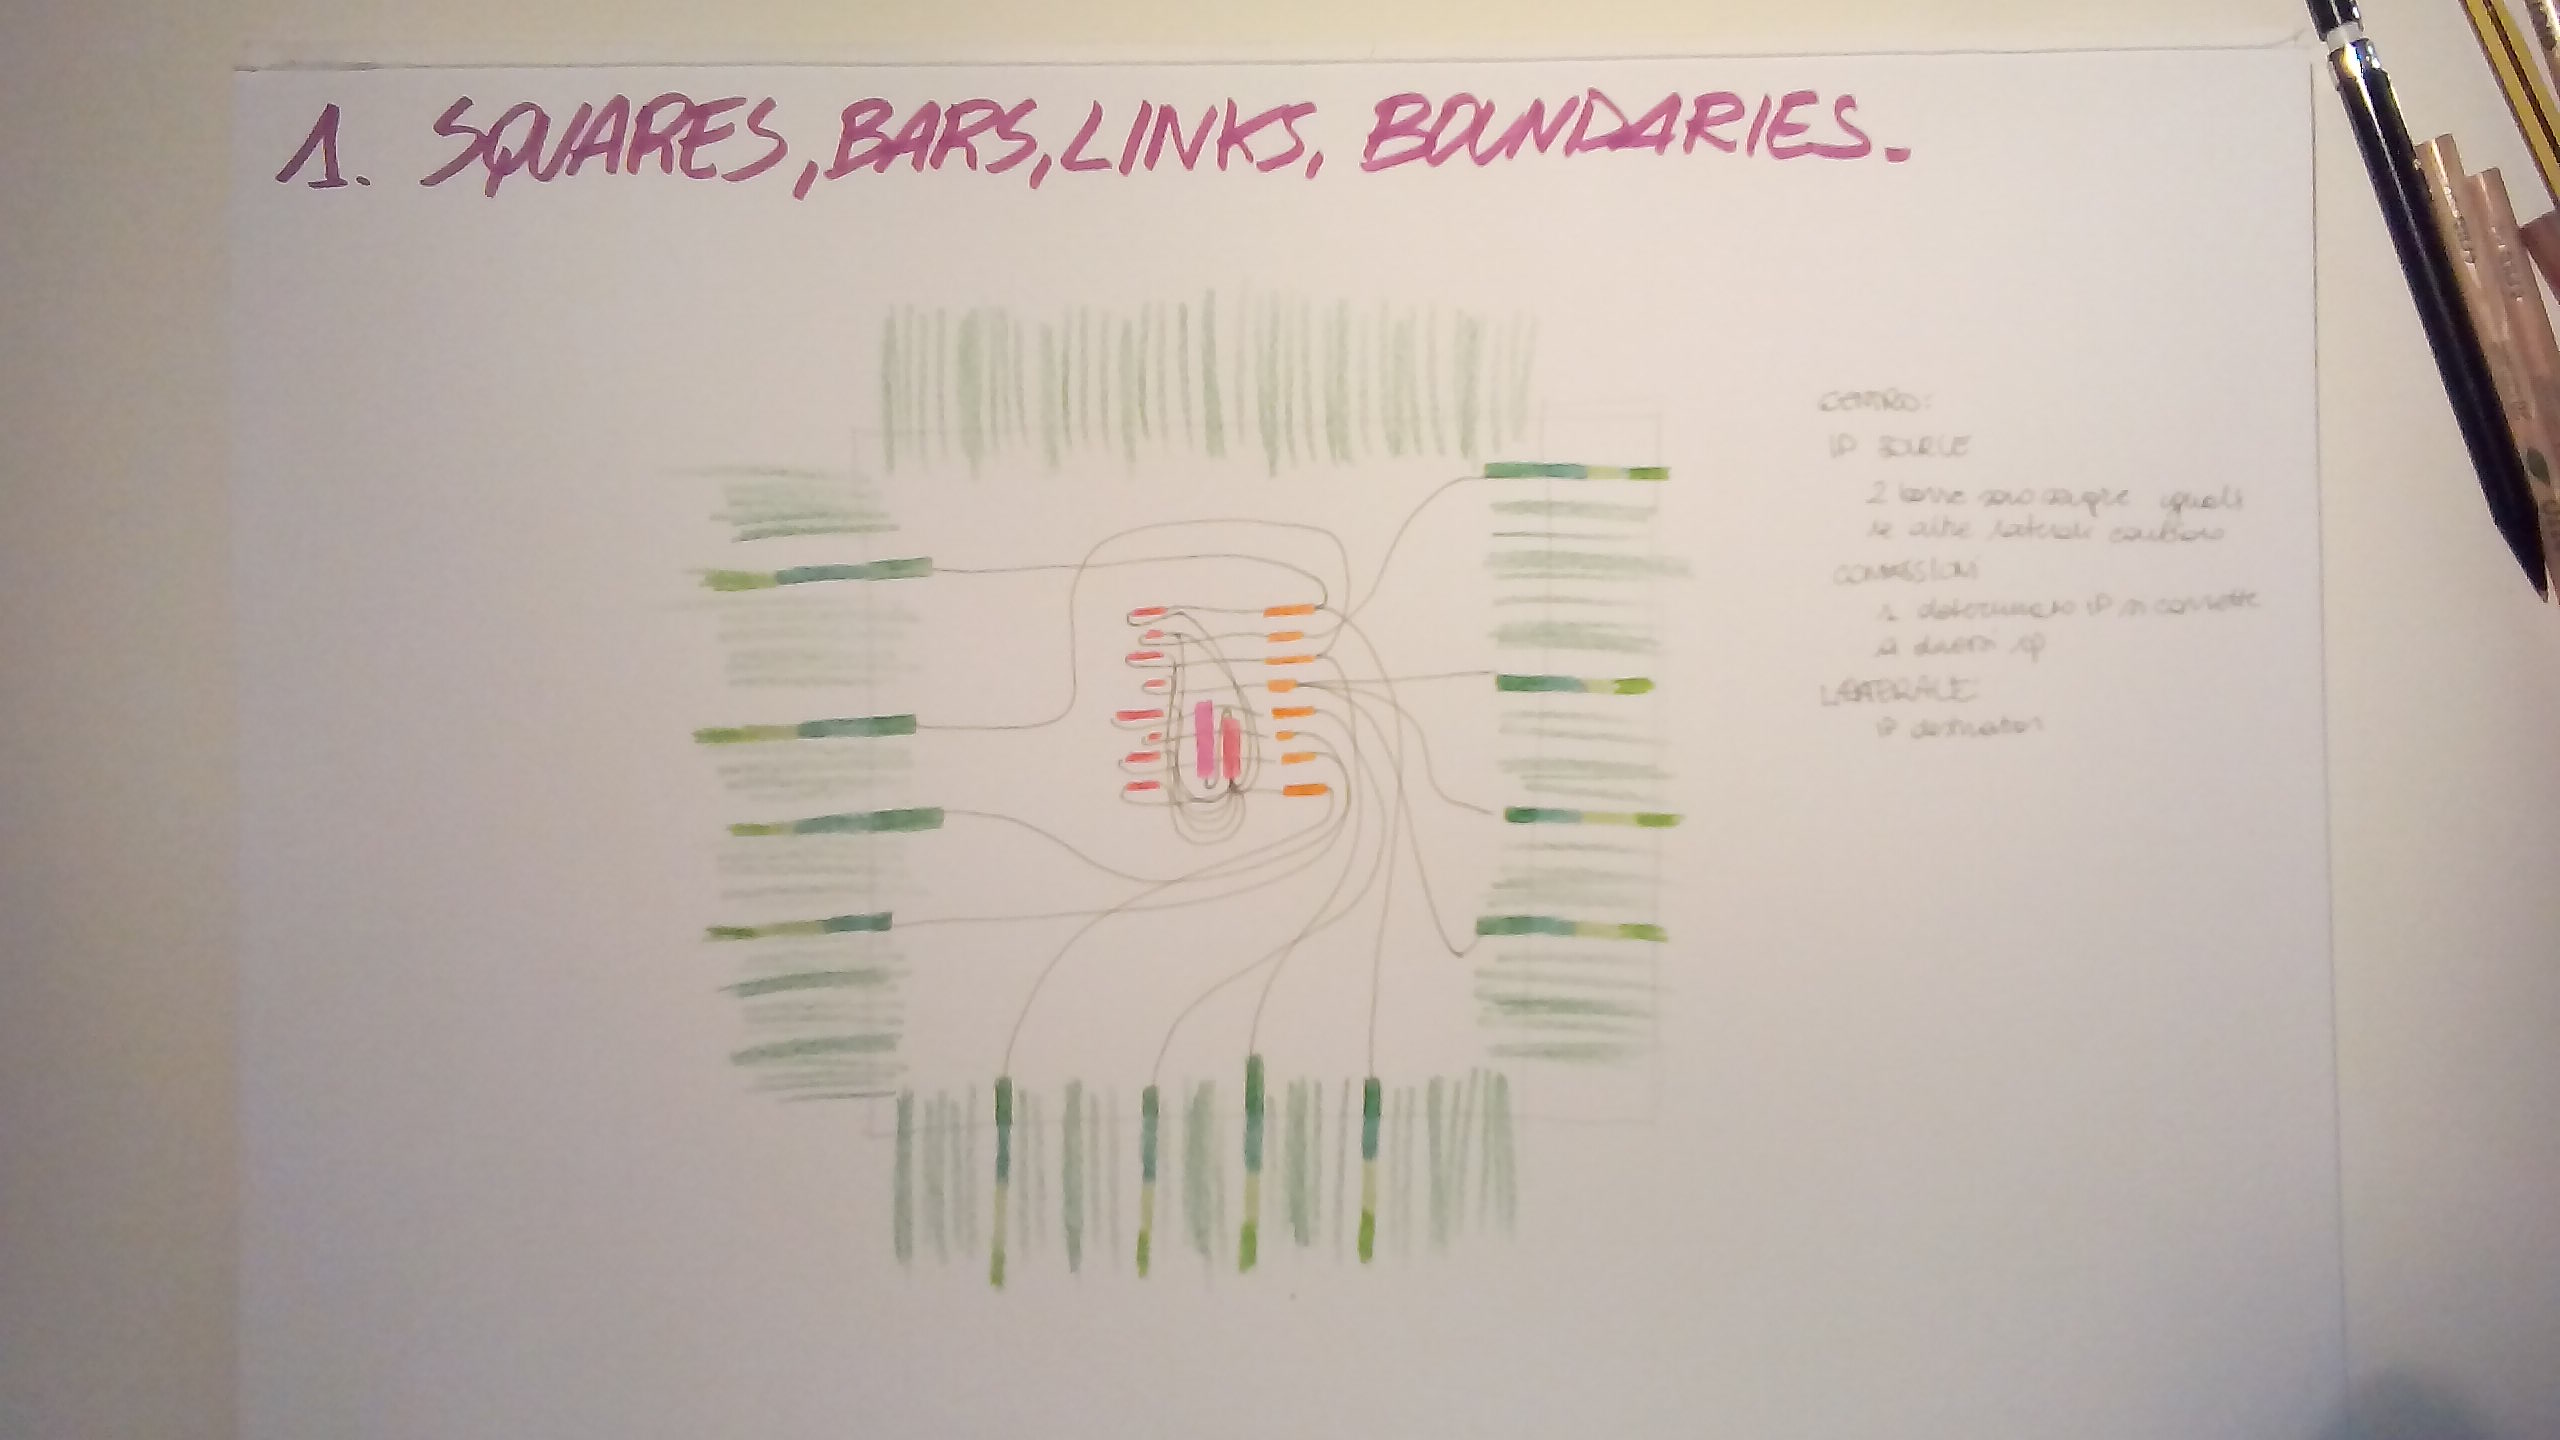 1. SQUARES, BARS, LINKS, BOUNDARIES.
CENTRO:
IP SOURCE
2 barre sono sempre uguali
le altre laterali cambiano
CONNESSIONI
1 determinato IP si connette
a diversi ip
LATERALE:
IP destination